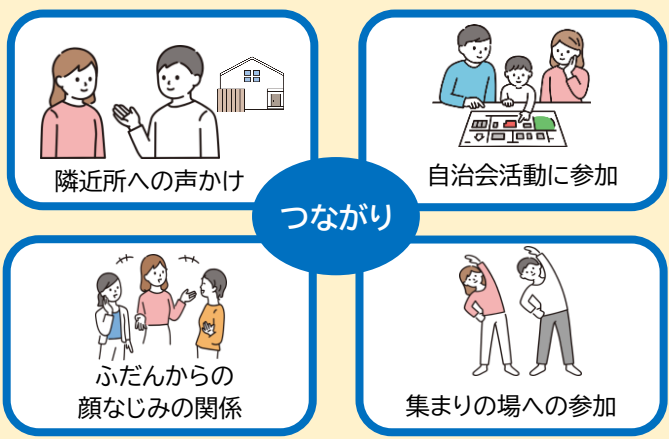 隣近所への声かけ
自治会活動に参加
つながり
ふだんからの
顔なじみの関係
集まりの場への参加